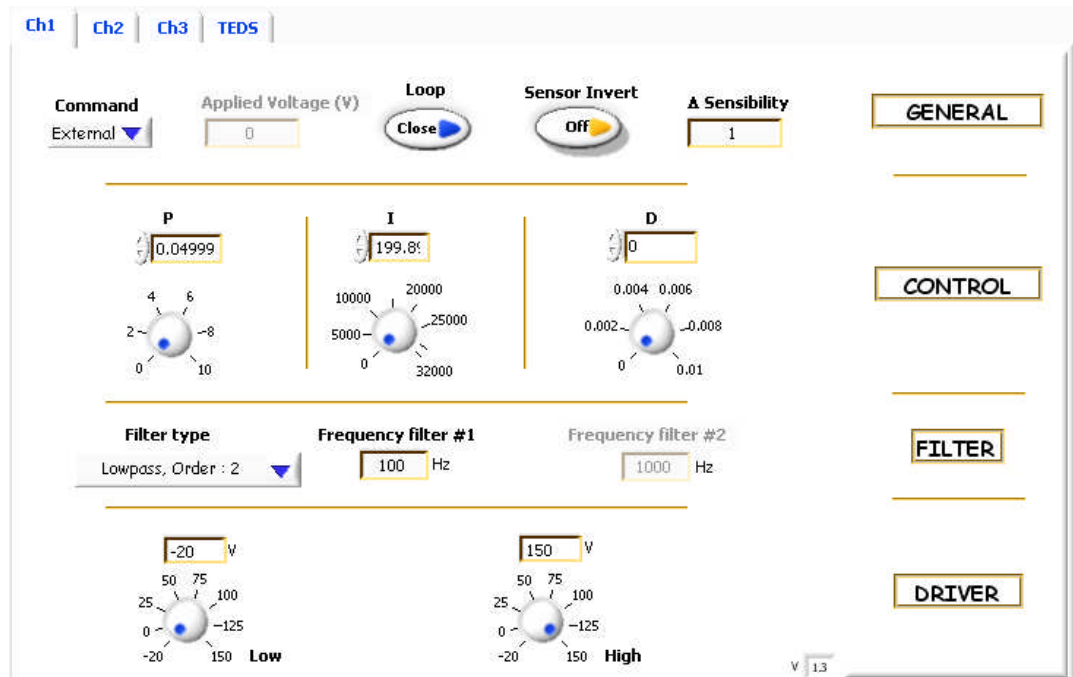 Ch1 Ch2 Ch3 TEDS
Command Applied Voltage (V) Loop Sensor Invert Δ Sensibility
External 0 Close Off 1
GENERAL
P I D
0.04999 199.89 0
4 6 10000 20000 0.004 0.006
2 8 5000 25000 0.002 0.008
0 10 0 32000 0 0.01
CONTROL
Filter type Frequency filter #1 Frequency filter #2
Lowpass, Order : 2 100 Hz 1000 Hz
FILTER
-20 V 150 V
50 75 50 75
25 100 25 100
0 125 0 125
-20 150 Low -20 150 High
DRIVER
V 1.3